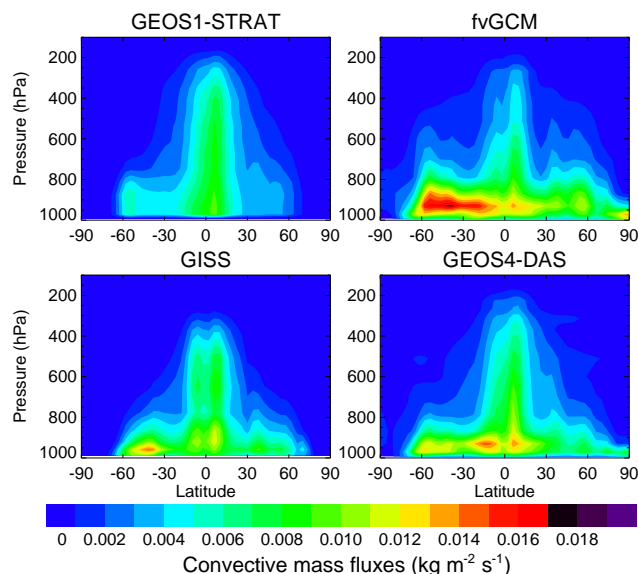 GEOS1-STRAT fvGCM
Pressure (hPa)
200 200
400 400
600 600
800 800
1000 1000
-90 -60 -30 0 30 60 90 -90 -60 -30 0 30 60 90
GISS GEOS4-DAS
Pressure (hPa)
200 200
400 400
600 600
800 800
1000 1000
-90 -60 -30 0 30 60 90 -90 -60 -30 0 30 60 90
Latitude Latitude
0 0.002 0.004 0.006 0.008 0.010 0.012 0.014 0.016 0.018
Convective mass fluxes (kg m⁻² s⁻¹)